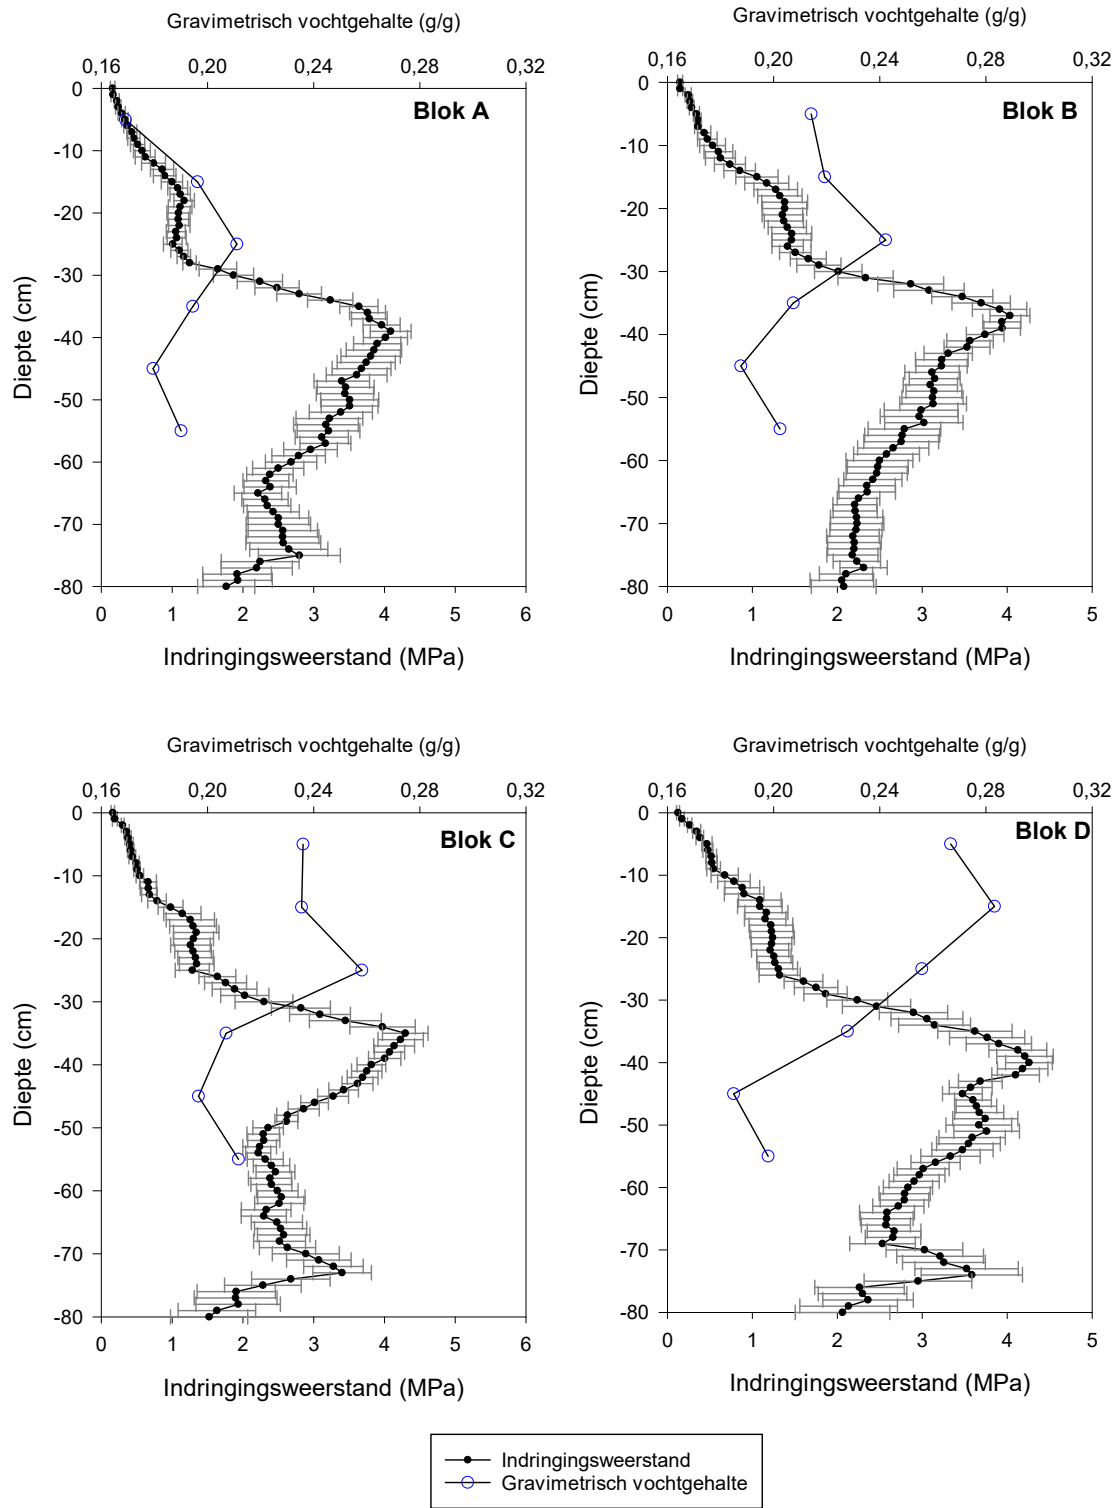 Gravimetrisch vochtgehalte (g/g)
0,16 0,20 0,24 0,28 0,32
Blok A
0
-10
-20
-30
-40
-50
-60
-70
-80
Diepte (cm)
0 1 2 3 4 5 6
Indringingsweerstand (MPa)
Gravimetrisch vochtgehalte (g/g)
0,16 0,20 0,24 0,28 0,32
Blok B
0
-10
-20
-30
-40
-50
-60
-70
-80
Diepte (cm)
0 1 2 3 4 5
Indringingsweerstand (MPa)
Gravimetrisch vochtgehalte (g/g)
0,16 0,20 0,24 0,28 0,32
Blok C
0
-10
-20
-30
-40
-50
-60
-70
-80
Diepte (cm)
0 1 2 3 4 5 6
Indringingsweerstand (MPa)
Gravimetrisch vochtgehalte (g/g)
0,16 0,20 0,24 0,28 0,32
Blok D
0
-10
-20
-30
-40
-50
-60
-70
-80
Diepte (cm)
0 1 2 3 4 5
Indringingsweerstand (MPa)
Indringingsweerstand
Gravimetrisch vochtgehalte